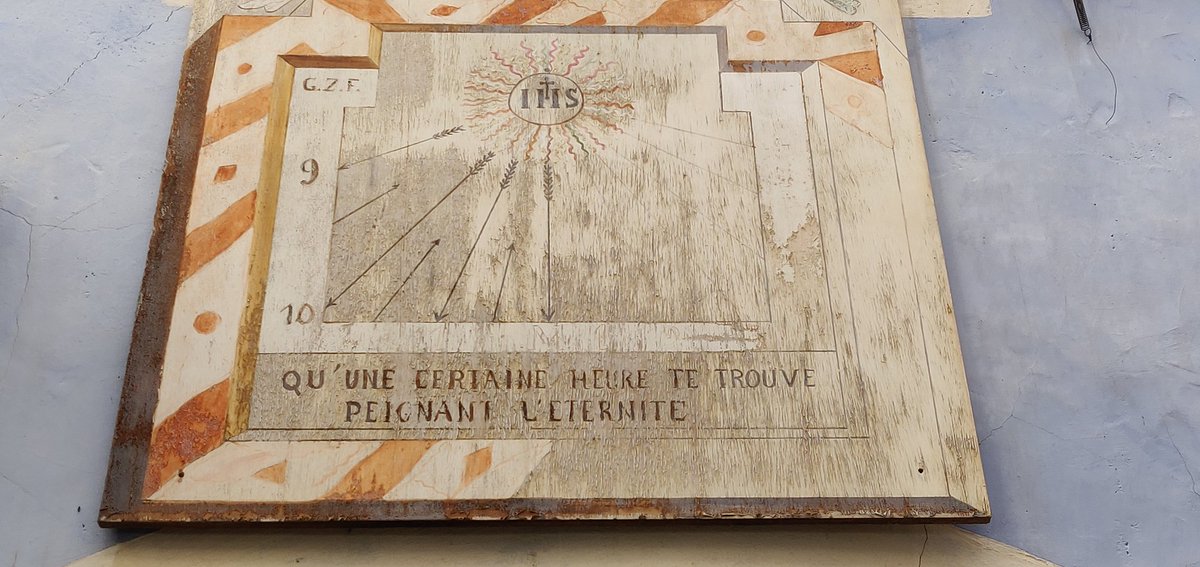 IHS
G.Z.F.
9
10
QU'UNE CERTAINE HEURE TE TROUVE
PEIGNANT L'ETERNITE